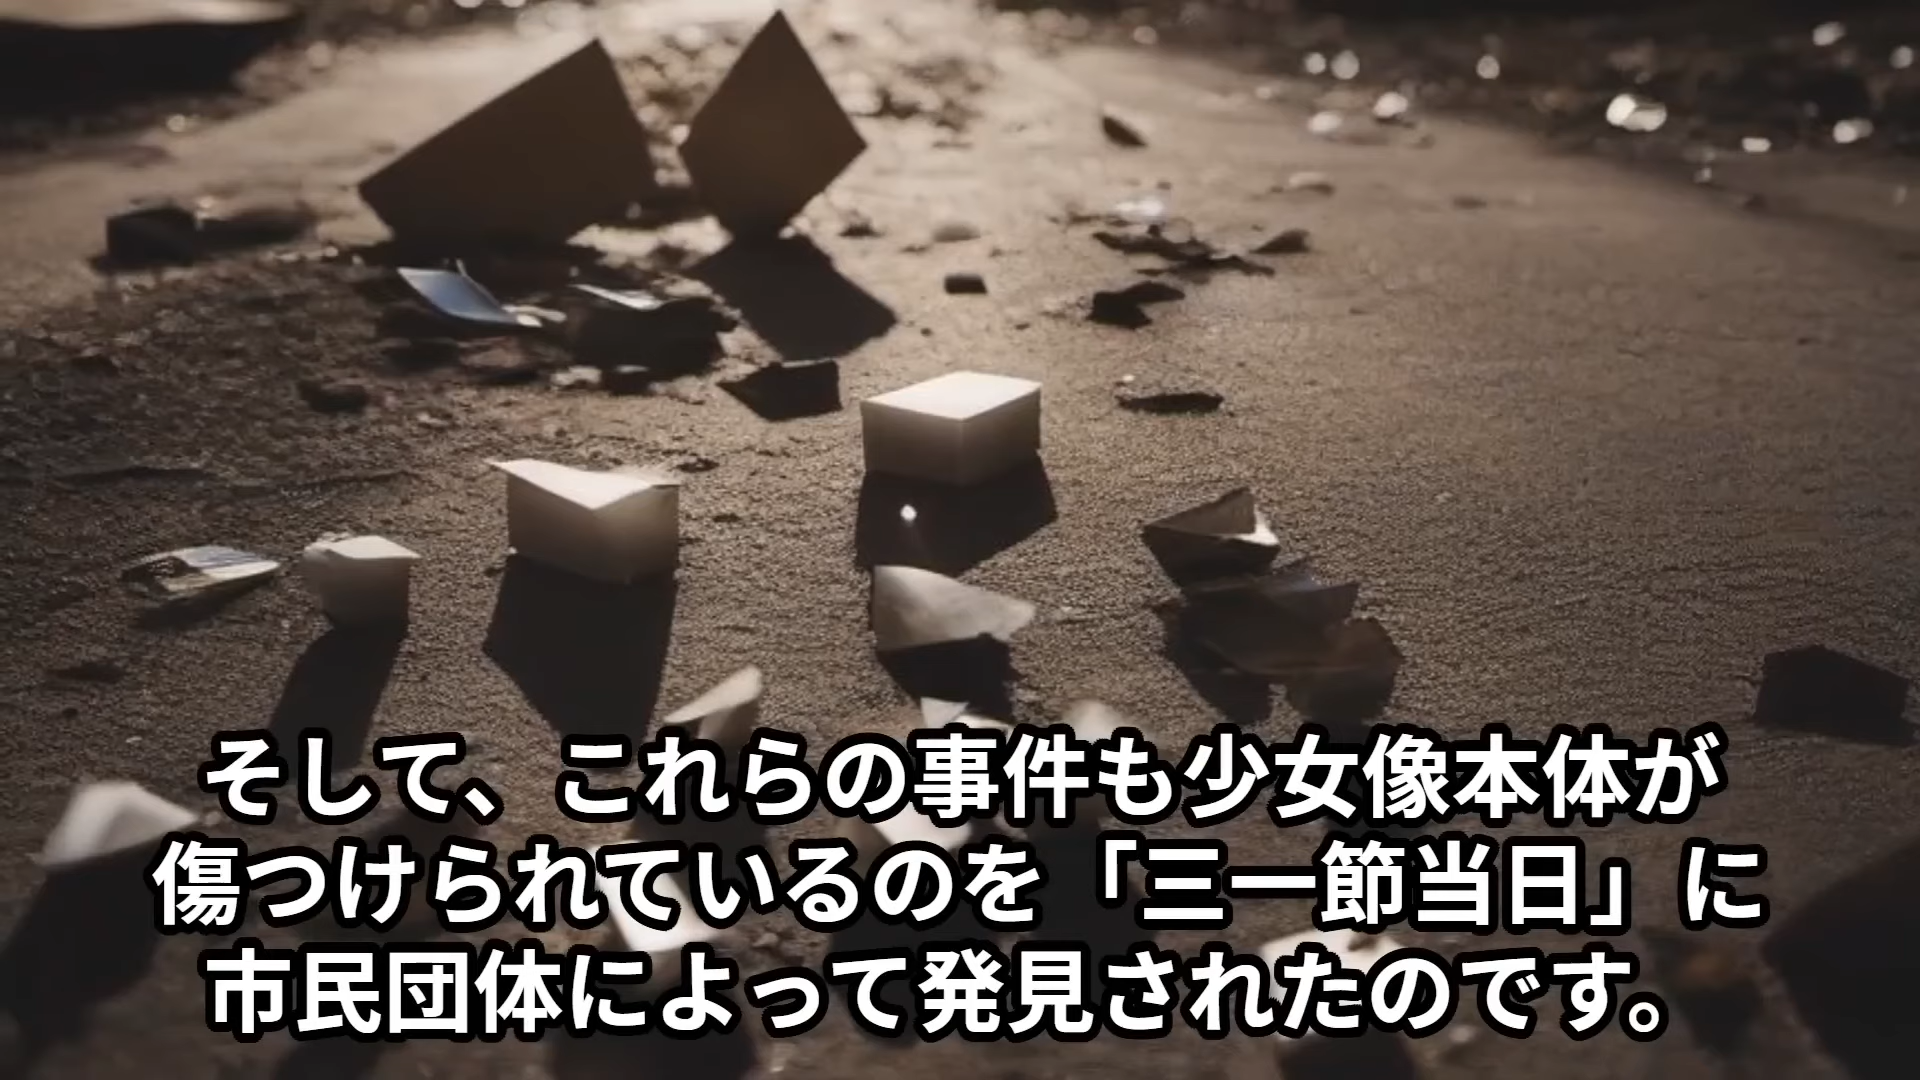 そして、これらの事件も少女像本体が
傷つけられているのを「三一節当日」に
市民団体によって発見されたのです。